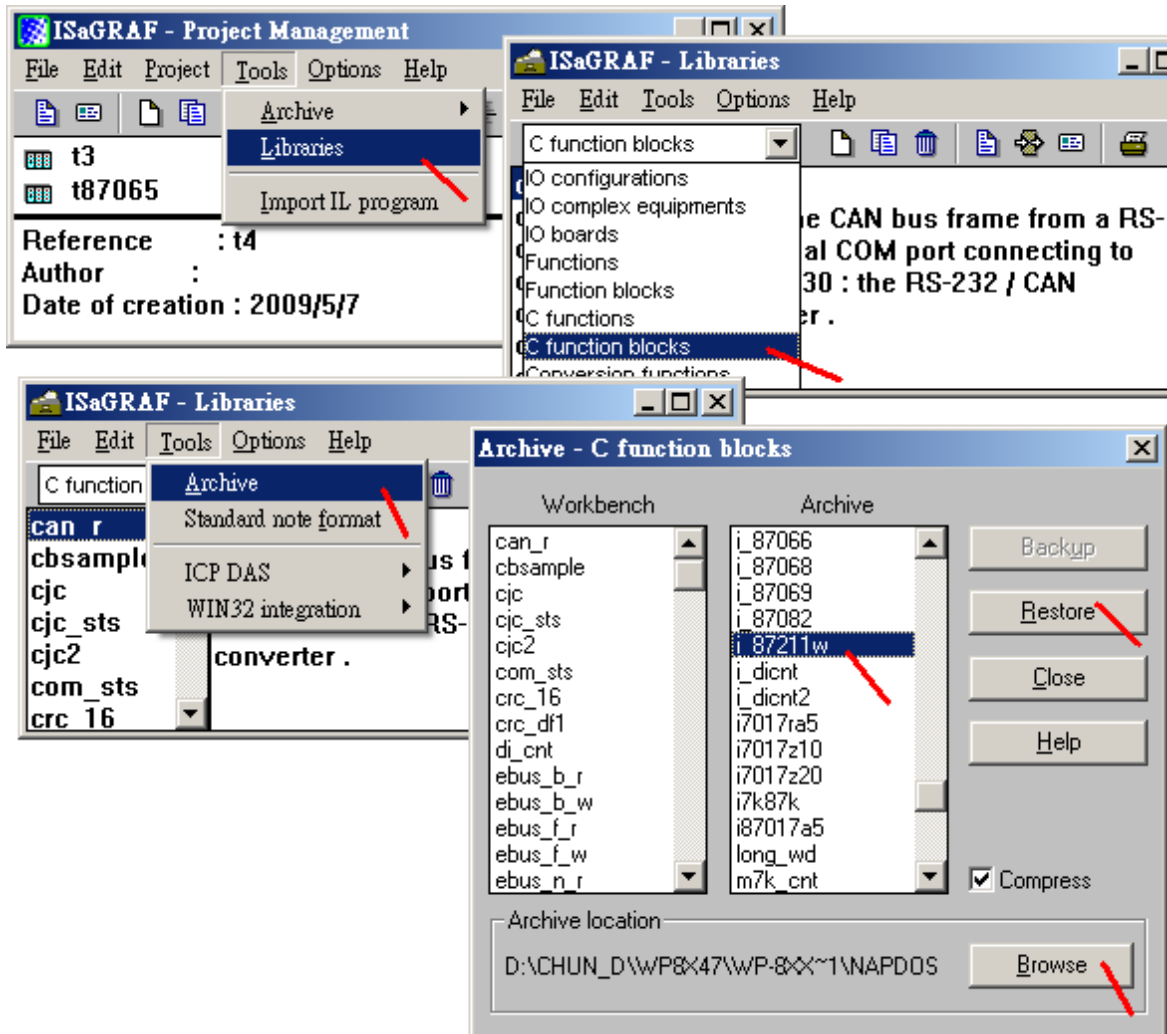 ISaGRAF - Project Management
File Edit Project Tools Options Help
Archive
Libraries
Import IL program
t3
t87065
Reference : t4
Author :
Date of creation : 2009/5/7
ISaGRAF - Libraries
File Edit Tools Options Help
C function blocks
IO configurations
IO complex equipments
IO boards
Functions
Function blocks
C functions
C function blocks
Conversion functions
e CAN bus frame from a RS-
al COM port connecting to
30 : the RS-232 / CAN
er .
ISaGRAF - Libraries
File Edit Tools Options Help
C function
Archive
Standard note format
ICP DAS
WIN32 integration
can_r
cbsample
cjc
cjc_sts
cjc2
com_sts
crc_16
us f
port
RS-
converter .
Archive - C function blocks
Workbench
can_r
cbsample
cjc
cjc_sts
cjc2
com_sts
crc_16
crc_df1
di_cnt
ebus_b_r
ebus_b_w
ebus_f_r
ebus_f_w
ebus_n_r
Archive
i_87066
i_87068
i_87069
i_87082
i_87211w
i_dicnt
i_dicnt2
i7017ra5
i7017z10
i7017z20
i7k87k
i87017a5
long_wd
m7k_cnt
Backup
Restore
Close
Help
Compress
Archive location
D:\CHUN_D\WP8X47\WP-8XX~1\NAPDOS
Browse